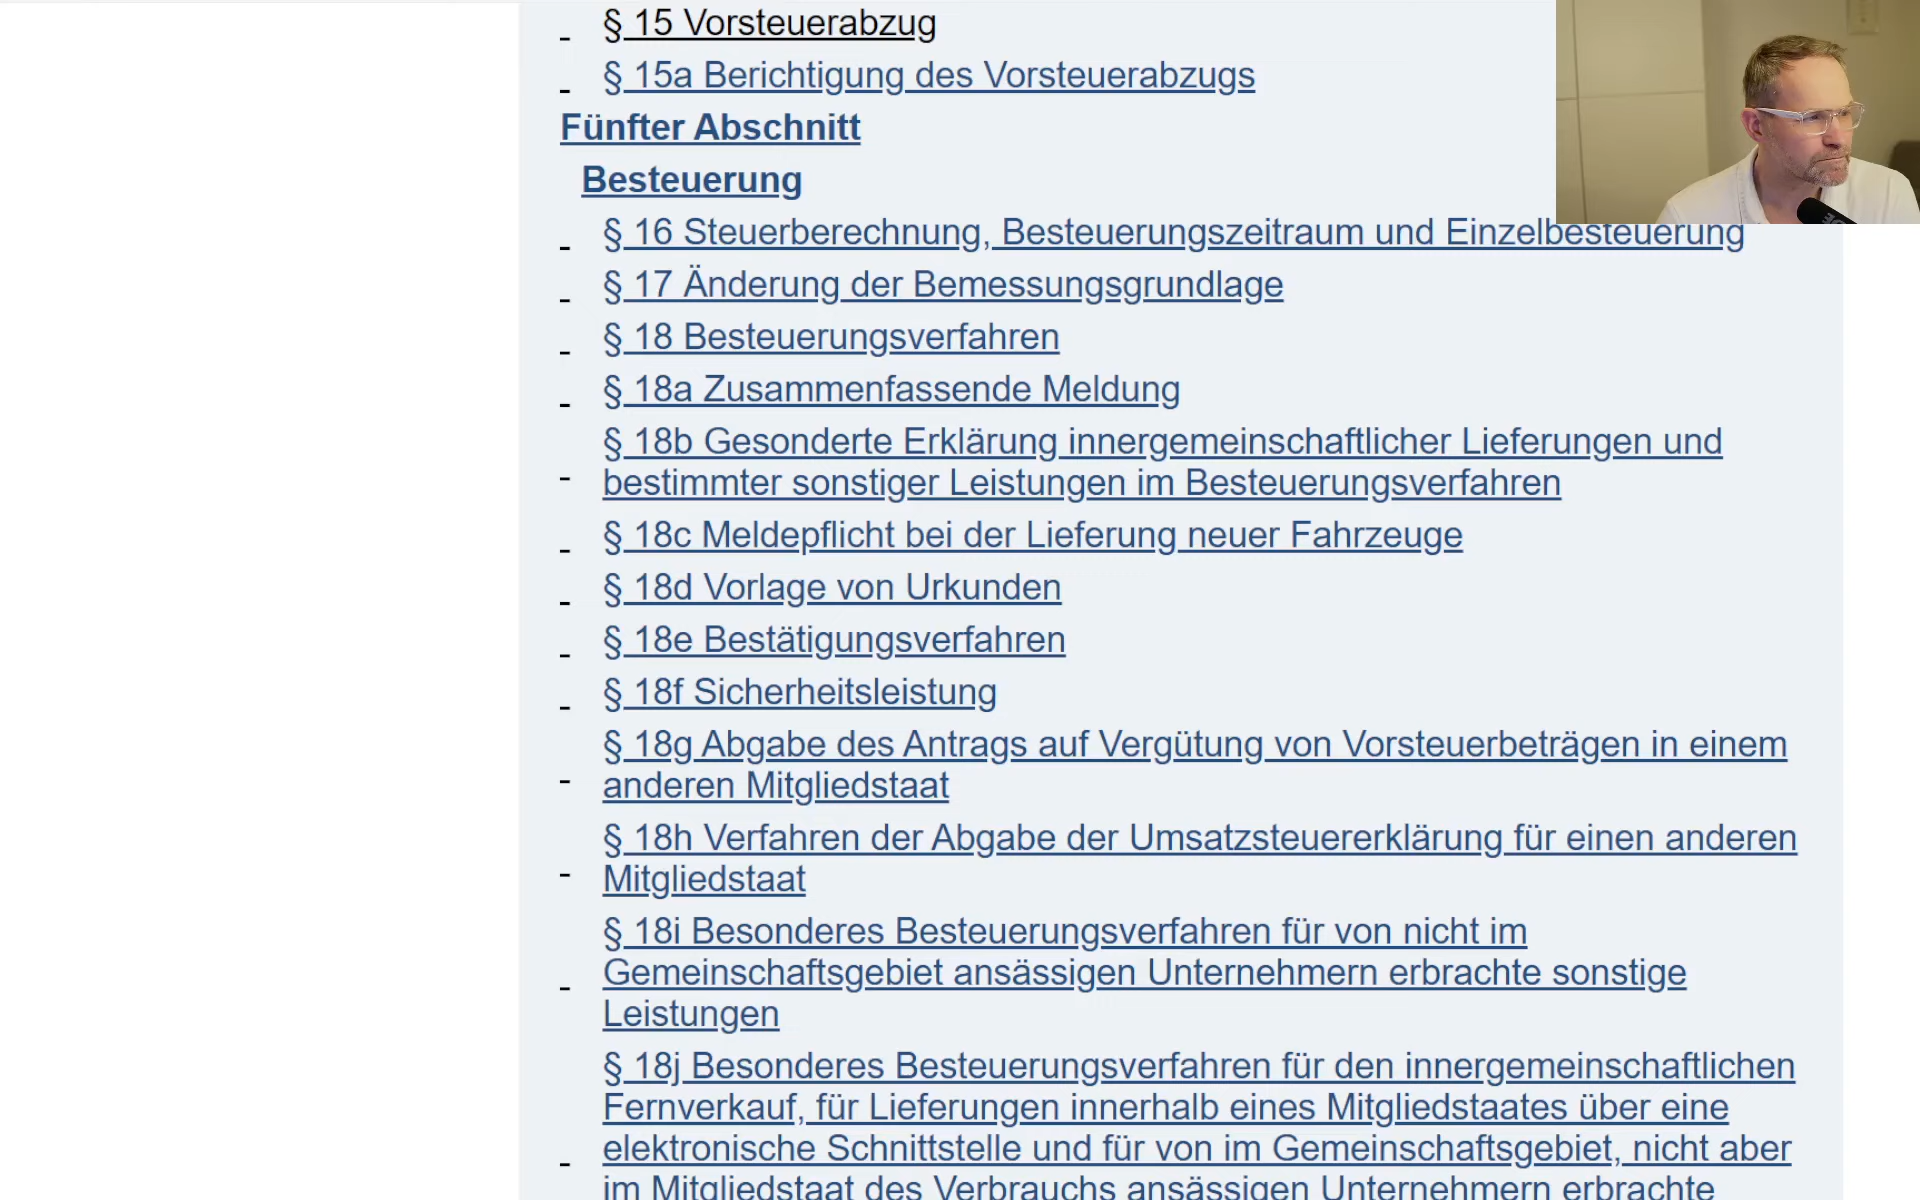 § 15 Vorsteuerabzug
§ 15a Berichtigung des Vorsteuerabzugs
Fünfter Abschnitt
Besteuerung
§ 16 Steuerberechnung, Besteuerungszeitraum und Einzelbesteuerung
§ 17 Änderung der Bemessungsgrundlage
§ 18 Besteuerungsverfahren
§ 18a Zusammenfassende Meldung
§ 18b Gesonderte Erklärung innergemeinschaftlicher Lieferungen und
bestimmter sonstiger Leistungen im Besteuerungsverfahren
§ 18c Meldepflicht bei der Lieferung neuer Fahrzeuge
§ 18d Vorlage von Urkunden
§ 18e Bestätigungsverfahren
§ 18f Sicherheitsleistung
§ 18g Abgabe des Antrags auf Vergütung von Vorsteuerbeträgen in einem
anderen Mitgliedstaat
§ 18h Verfahren der Abgabe der Umsatzsteuererklärung für einen anderen
Mitgliedstaat
§ 18i Besonderes Besteuerungsverfahren für von nicht im
Gemeinschaftsgebiet ansässigen Unternehmern erbrachte sonstige
Leistungen
§ 18j Besonderes Besteuerungsverfahren für den innergemeinschaftlichen
Fernverkauf, für Lieferungen innerhalb eines Mitgliedstaates über eine
elektronische Schnittstelle und für von im Gemeinschaftsgebiet, nicht aber
im Mitgliedstaat des Verbrauchs ansässigen Unternehmern erbrachte